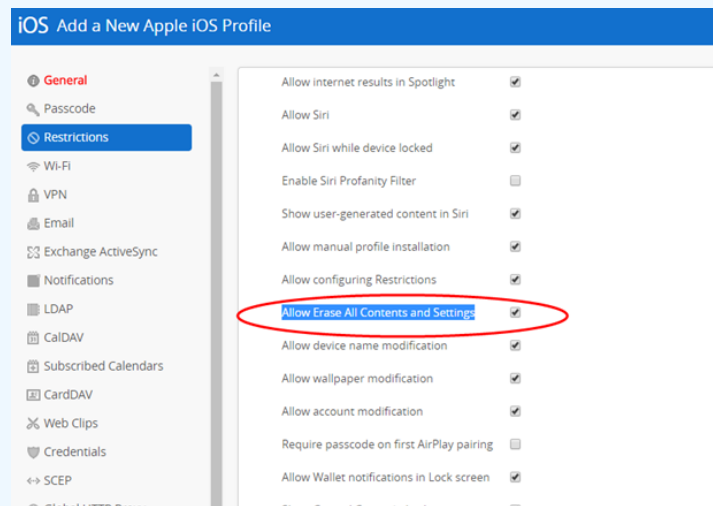 iOS Add a New Apple iOS Profile
General
Passcode
Restrictions
Wi-Fi
VPN
Email
Exchange ActiveSync
Notifications
LDAP
CalDAV
Subscribed Calendars
CardDAV
Web Clips
Credentials
SCEP
Allow internet results in Spotlight
Allow Siri
Allow Siri while device locked
Enable Siri Profanity Filter
Show user-generated content in Siri
Allow manual profile installation
Allow configuring Restrictions
Allow Erase All Contents and Settings
Allow device name modification
Allow wallpaper modification
Allow account modification
Require passcode on first AirPlay pairing
Allow Wallet notifications in Lock screen